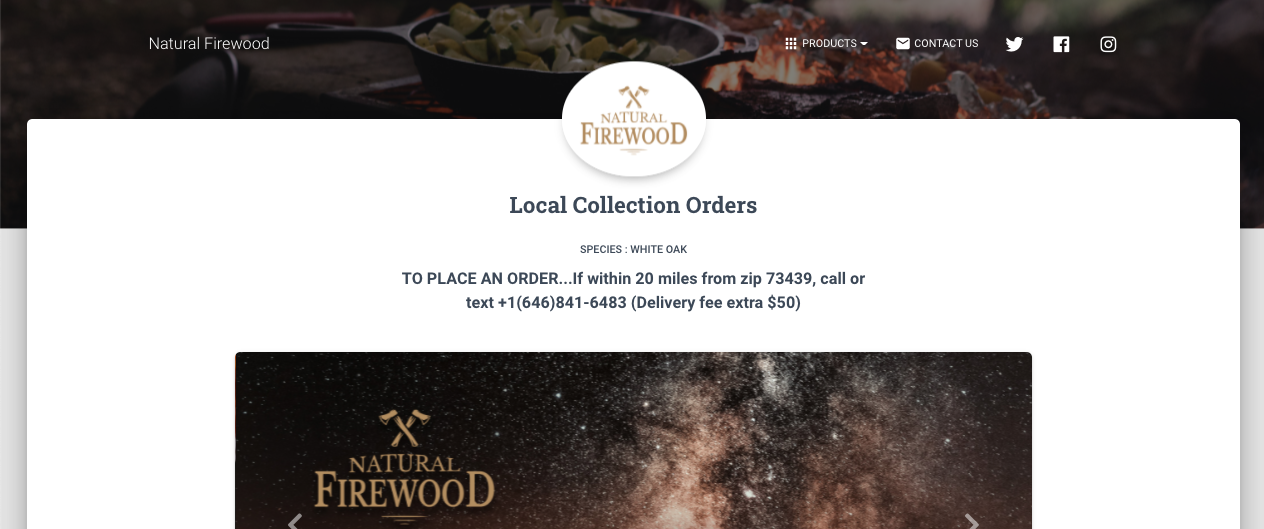 Natural Firewood
PRODUCTS
CONTACT US
NATURAL
FIREWOOD
Local Collection Orders
SPECIES : WHITE OAK
TO PLACE AN ORDER...If within 20 miles from zip 73439, call or
text +1(646)841-6483 (Delivery fee extra $50)
NATURAL
FIREWOOD